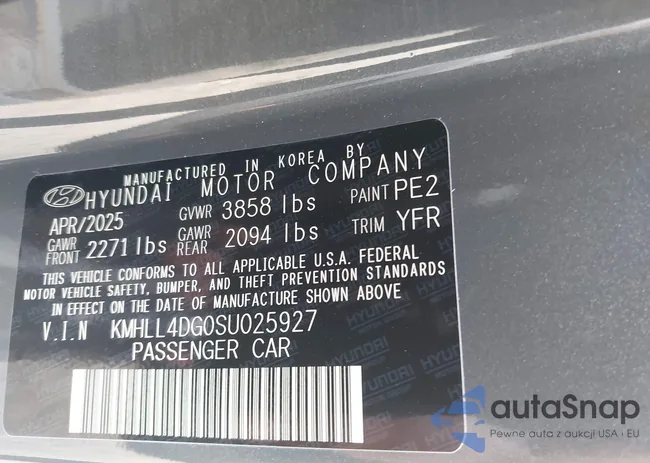 MANUFACTURED IN KOREA BY
HYUNDAI MOTOR COMPANY
APR/2025 GVWR 3858 lbs PAINT PE2
GAWR FRONT 2271 lbs GAWR REAR 2094 lbs TRIM YFR
THIS VEHICLE CONFORMS TO ALL APPLICABLE U.S. FEDERAL
MOTOR VEHICLE SAFETY, BUMPER, AND THEFT PREVENTION STANDARDS
IN EFFECT ON THE DATE OF MANUFACTURE SHOWN ABOVE
V.I.N KMHLL4DG0SU025927
PASSENGER CAR
autaSnap
Pewne auta z aukcji USA i EU